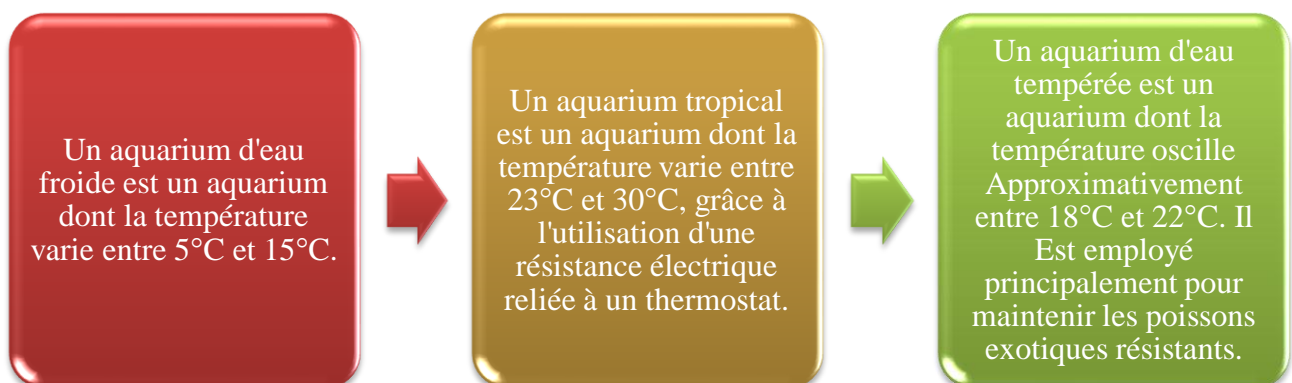 Un aquarium d'eau
froide est un aquarium
dont la température
varie entre 5°C et 15°C.
Un aquarium tropical
est un aquarium dont la
température varie entre
23°C et 30°C, grâce à
l'utilisation d'une
résistance électrique
reliée à un thermostat.
Un aquarium d'eau
tempérée est un
aquarium dont la
température oscille
Approximativement
entre 18°C et 22°C. Il
Est employé
principalement pour
maintenir les poissons
exotiques résistants.